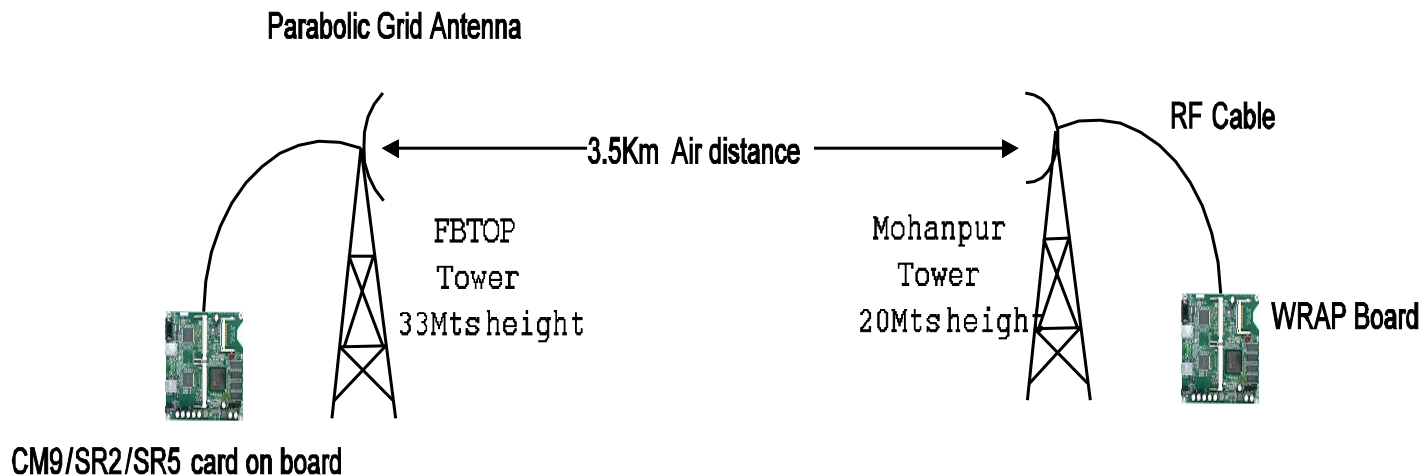 Parabolic Grid Antenna
RF Cable
3.5Km Air distance
FBTOP
Tower
33Mtsheight
Mohanpur
Tower
20Mtsheight
WRAP Board
CM9/SR2/SR5 card on board